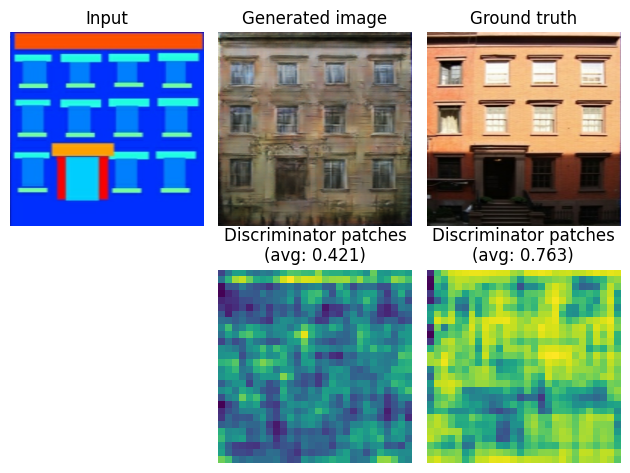 Input
Generated image
Ground truth
Discriminator patches
(avg: 0.421)
Discriminator patches
(avg: 0.763)